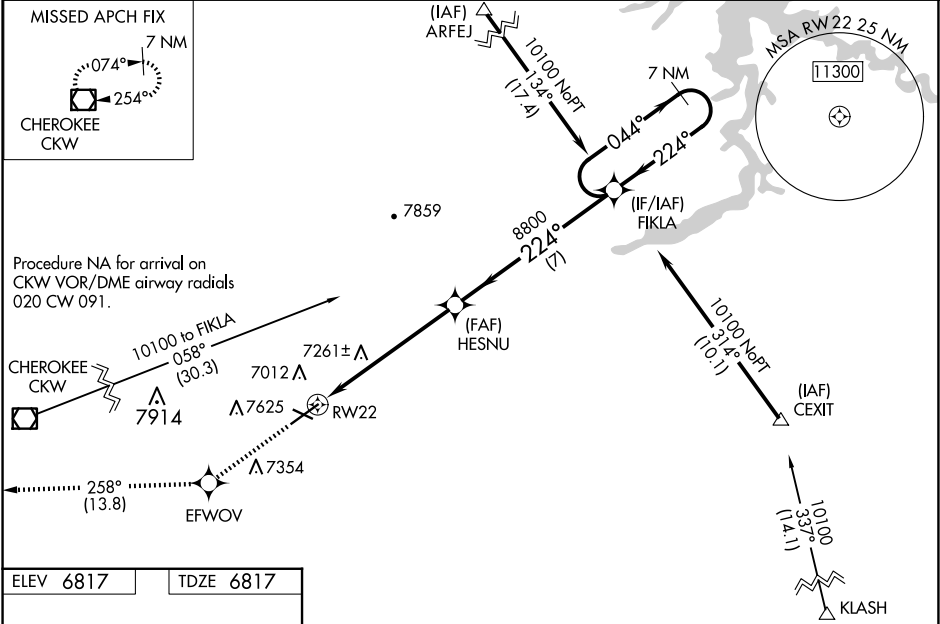 MISSED APCH FIX
7 NM
074°
254°
CHEROKEE
CKW
(IAF)
ARFEJ
10100 NoPT
134°
(17.4)
7 NM
044°
224°
MSA RW22 25 NM
11300
(IF/IAF)
FIKLA
7859
8800
224°
(7)
Procedure NA for arrival on
CKW VOR/DME airway radials
020 CW 091.
(FAF)
HESNU
10100 to FIKLA
058°
(30.3)
CHEROKEE
CKW
7914
7261±
7012
7625
RW22
7354
10100 NoPT
314°
(10.1)
(IAF)
CEXIT
258°
(13.8)
EFWOV
10100
337°
(14.1)
KLASH
ELEV 6817
TDZE 6817